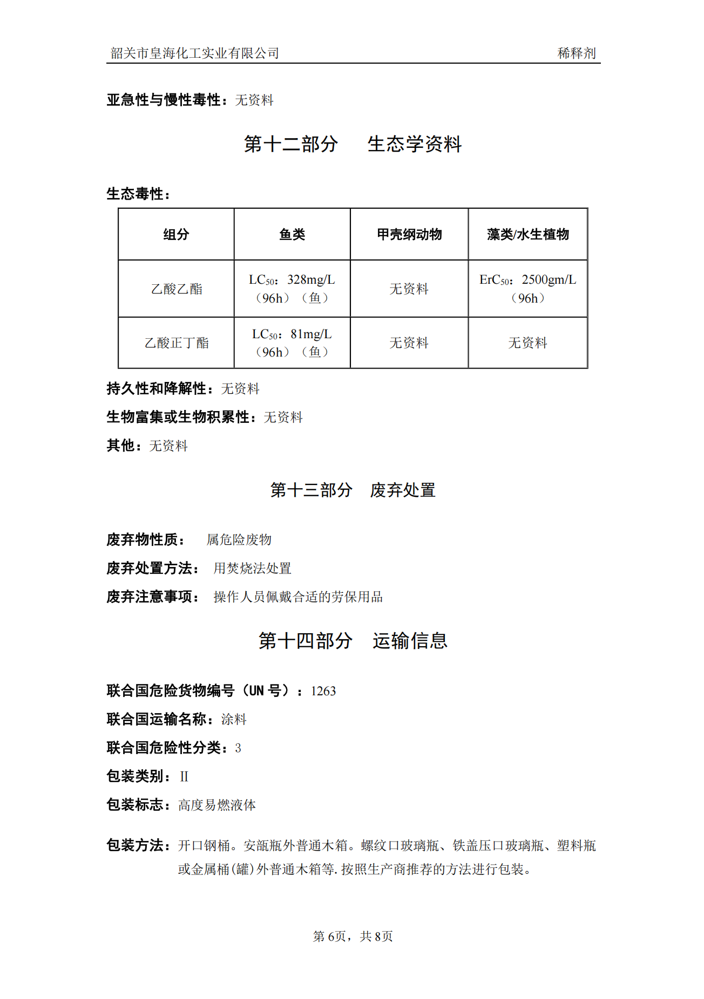 韶关市皇海化工实业有限公司 稀释剂
亚急性与慢性毒性：无资料
第十二部分 生态学资料
生态毒性：
组分 鱼类 甲壳纲动物 藻类/水生植物
乙酸乙酯 LC50：328mg/L（96h）（鱼） 无资料 ErC50：2500gm/L（96h）
乙酸正丁酯 LC50：81mg/L（96h）（鱼） 无资料 无资料
持久性和降解性：无资料
生物富集或生物积累性：无资料
其他：无资料
第十三部分 废弃处置
废弃物性质： 属危险废物
废弃处置方法： 用焚烧法处置
废弃注意事项： 操作人员佩戴合适的劳保用品
第十四部分 运输信息
联合国危险货物编号（UN 号）：1263
联合国运输名称：涂料
联合国危险性分类：3
包装类别：Ⅱ
包装标志：高度易燃液体
包装方法：开口钢桶。安瓿瓶外普通木箱。螺纹口玻璃瓶、铁盖压口玻璃瓶、塑料瓶
或金属桶(罐)外普通木箱等.按照生产商推荐的方法进行包装。
第 6页，共 8页